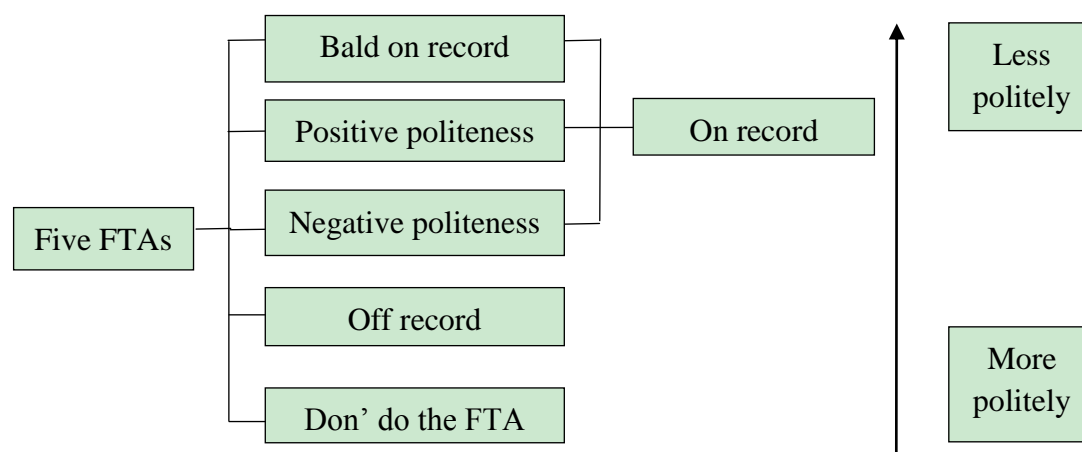 Bald on record
Positive politeness
On record
Negative politeness
Five FTAs
Off record
Don' do the FTA
Less
politely
More
politely